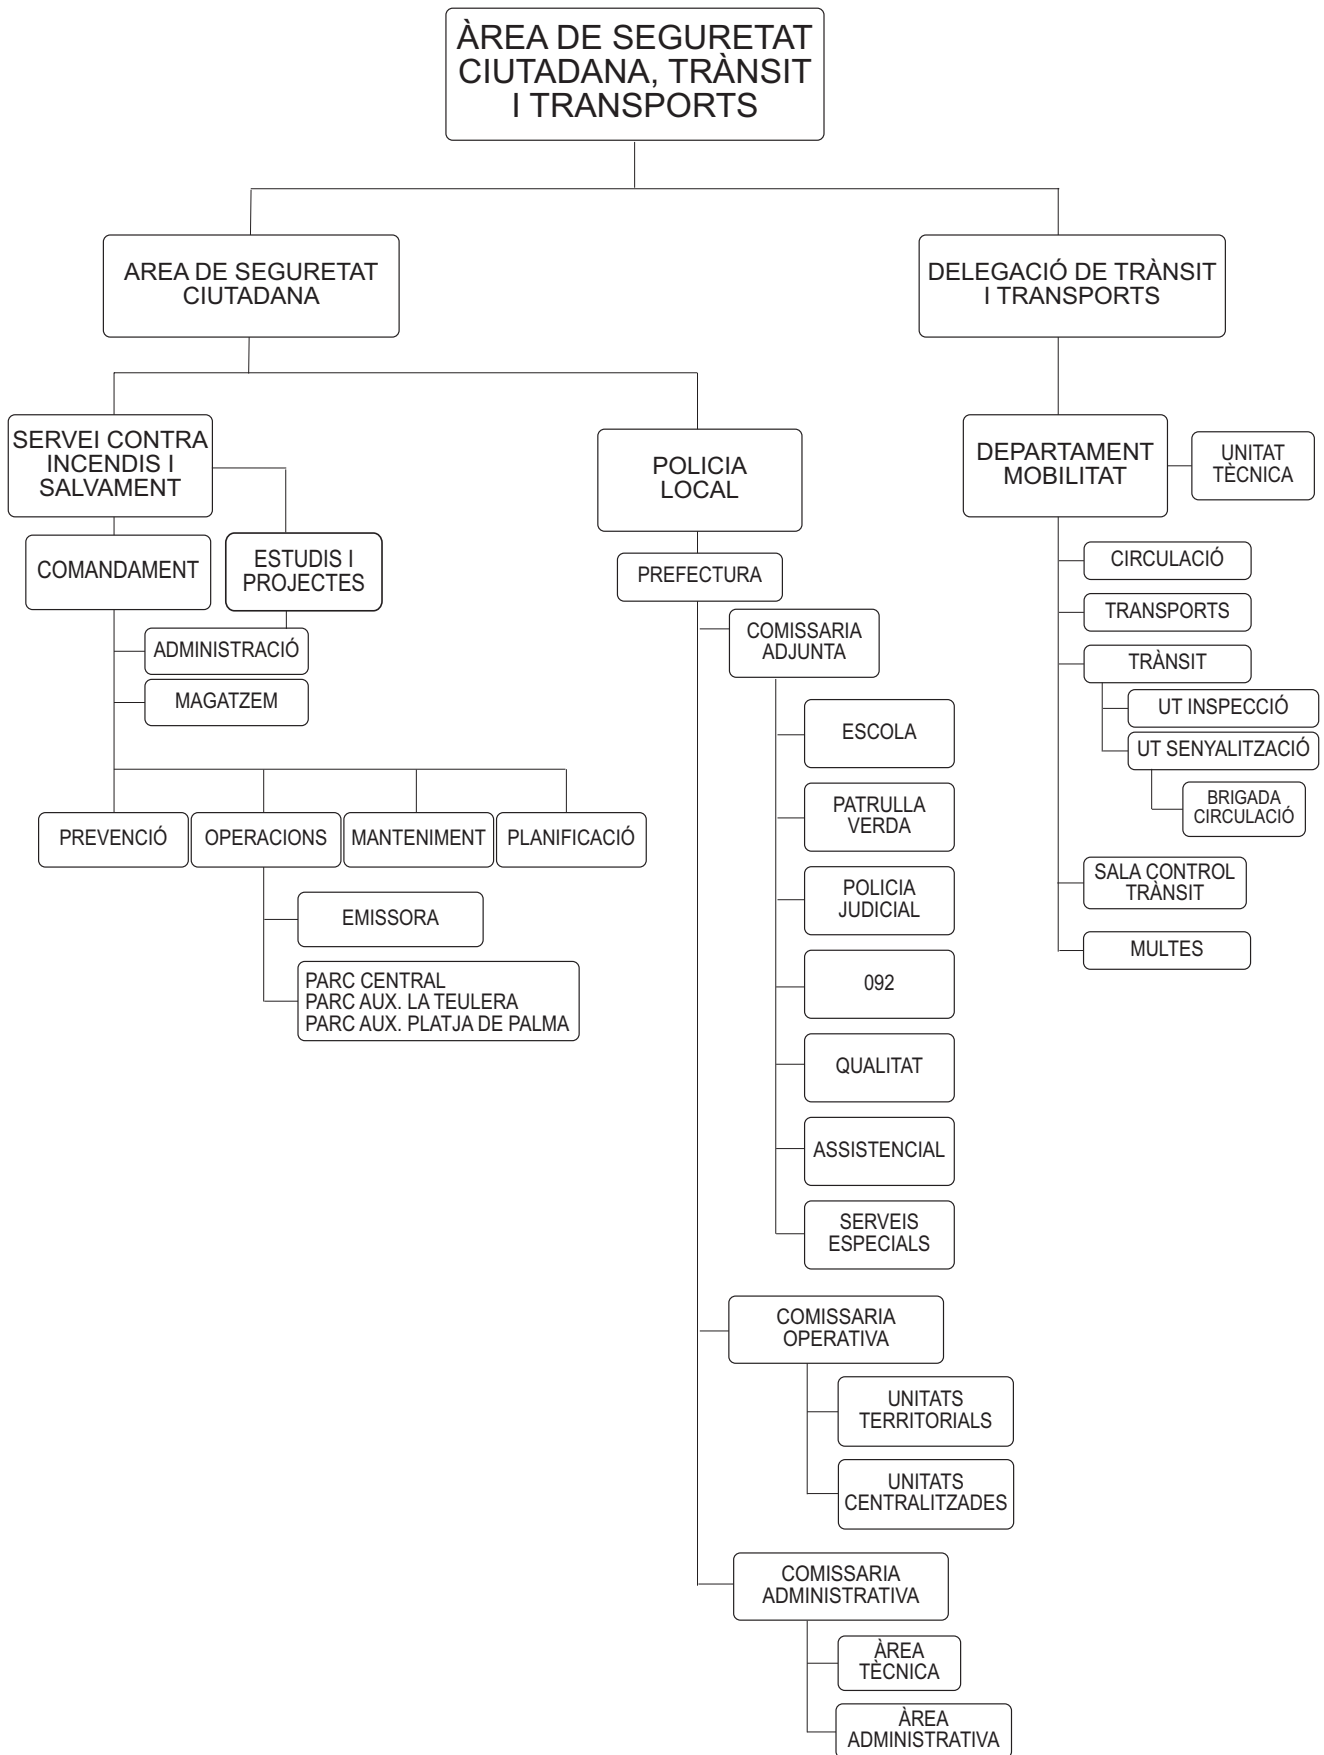 ÀREA DE SEGURETAT
CIUTADANA, TRÀNSIT
I TRANSPORTS
AREA DE SEGURETAT
CIUTADANA
DELEGACIÓ DE TRÀNSIT
I TRANSPORTS
SERVEI CONTRA
INCENDIS I
SALVAMENT
COMANDAMENT
ESTUDIS I
PROJECTES
ADMINISTRACIÓ
MAGATZEM
PREVENCIÓ
OPERACIONS
MANTENIMENT
PLANIFICACIÓ
EMISSORA
PARC CENTRAL
PARC AUX. LA TEULERA
PARC AUX. PLATJA DE PALMA
POLICIA
LOCAL
PREFECTURA
COMISSARIA
ADJUNTA
ESCOLA
PATRULLA
VERDA
POLICIA
JUDICIAL
092
QUALITAT
ASSISTENCIAL
SERVEIS
ESPECIALS
COMISSARIA
OPERATIVA
UNITATS
TERRITORIALS
UNITATS
CENTRALITZADES
COMISSARIA
ADMINISTRATIVA
ÀREA
TÈCNICA
ÀREA
ADMINISTRATIVA
DEPARTAMENT
MOBILITAT
UNITAT
TÈCNICA
CIRCULACIÓ
TRANSPORTS
TRÀNSIT
UT INSPECCIÓ
UT SENYALITZACIÓ
BRIGADA
CIRCULACIÓ
SALA CONTROL
TRÀNSIT
MULTES